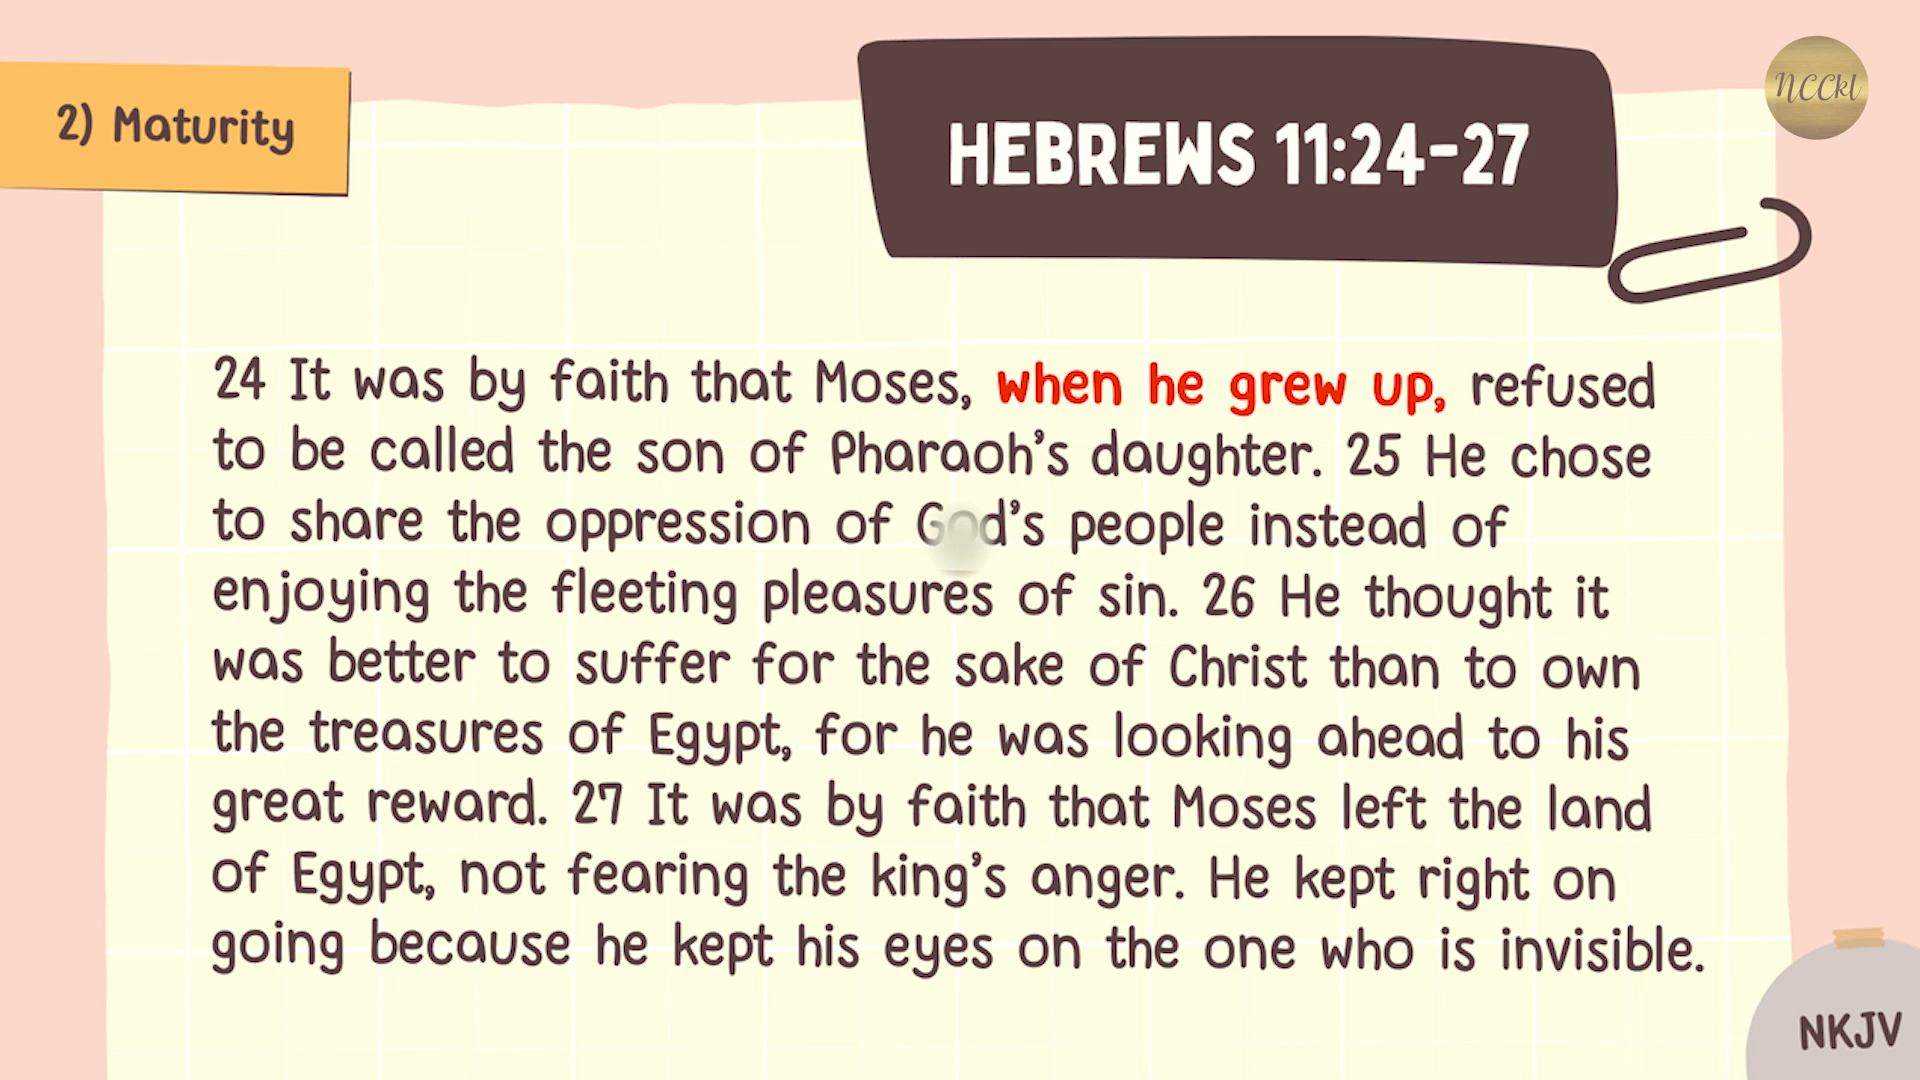 2) Maturity
HEBREWS 11:24-27
NCCkl
24 It was by faith that Moses, when he grew up, refused
to be called the son of Pharaoh's daughter. 25 He chose
to share the oppression of God's people instead of
enjoying the fleeting pleasures of sin. 26 He thought it
was better to suffer for the sake of Christ than to own
the treasures of Egypt, for he was looking ahead to his
great reward. 27 It was by faith that Moses left the land
of Egypt, not fearing the king's anger. He kept right on
going because he kept his eyes on the one who is invisible.
NKJV